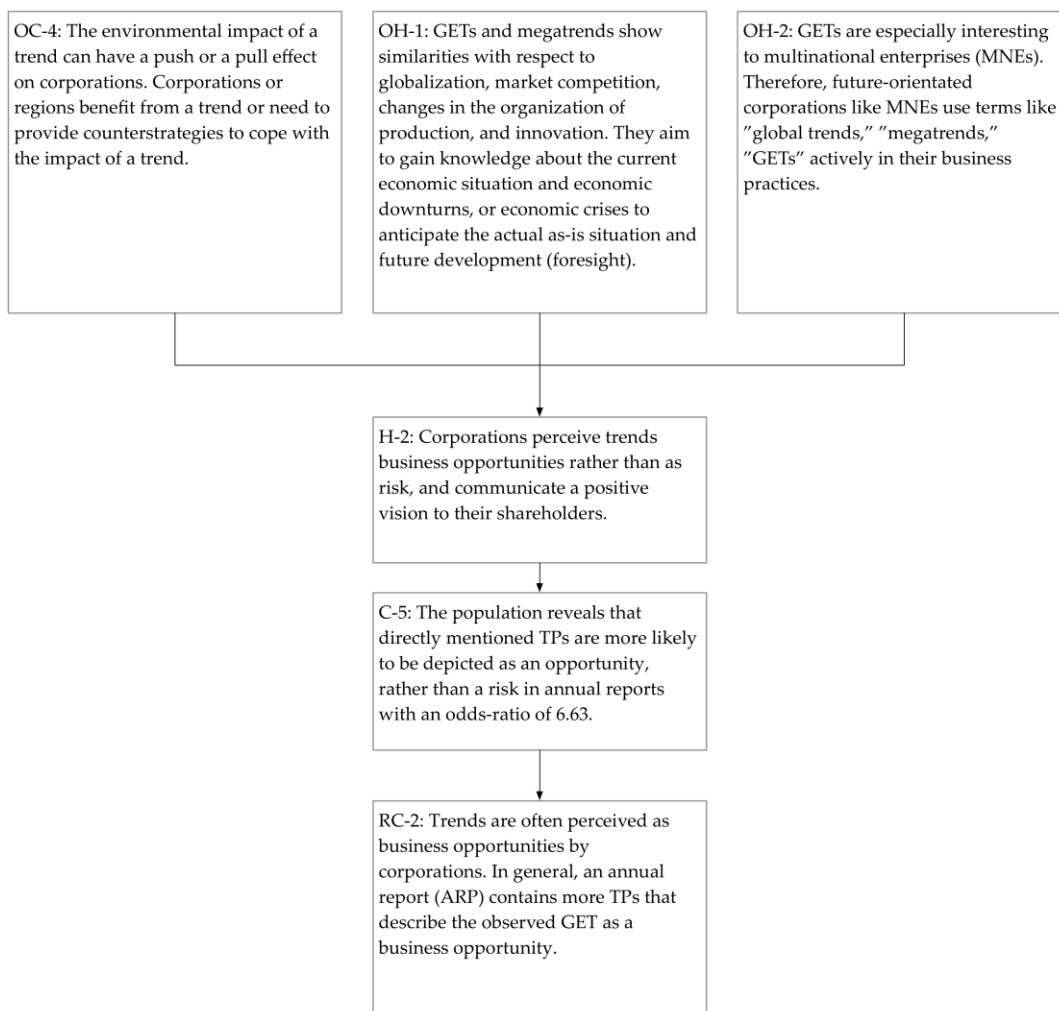 OC-4: The environmental impact of a
trend can have a push or a pull effect
on corporations. Corporations or
regions benefit from a trend or need to
provide counterstrategies to cope with
the impact of a trend.
OH-1: GETs and megatrends show
similarities with respect to
globalization, market competition,
changes in the organization of
production, and innovation. They aim
to gain knowledge about the current
economic situation and economic
downturns, or economic crises to
anticipate the actual as-is situation and
future development (foresight).
OH-2: GETs are especially interesting
to multinational enterprises (MNEs).
Therefore, future-orientated
corporations like MNEs use terms like
”global trends,” ”megatrends,”
”GETs” actively in their business
practices.
H-2: Corporations perceive trends
business opportunities rather than as
risk, and communicate a positive
vision to their shareholders.
C-5: The population reveals that
directly mentioned TPs are more likely
to be depicted as an opportunity,
rather than a risk in annual reports
with an odds-ratio of 6.63.
RC-2: Trends are often perceived as
business opportunities by
corporations. In general, an annual
report (ARP) contains more TPs that
describe the observed GET as a
business opportunity.